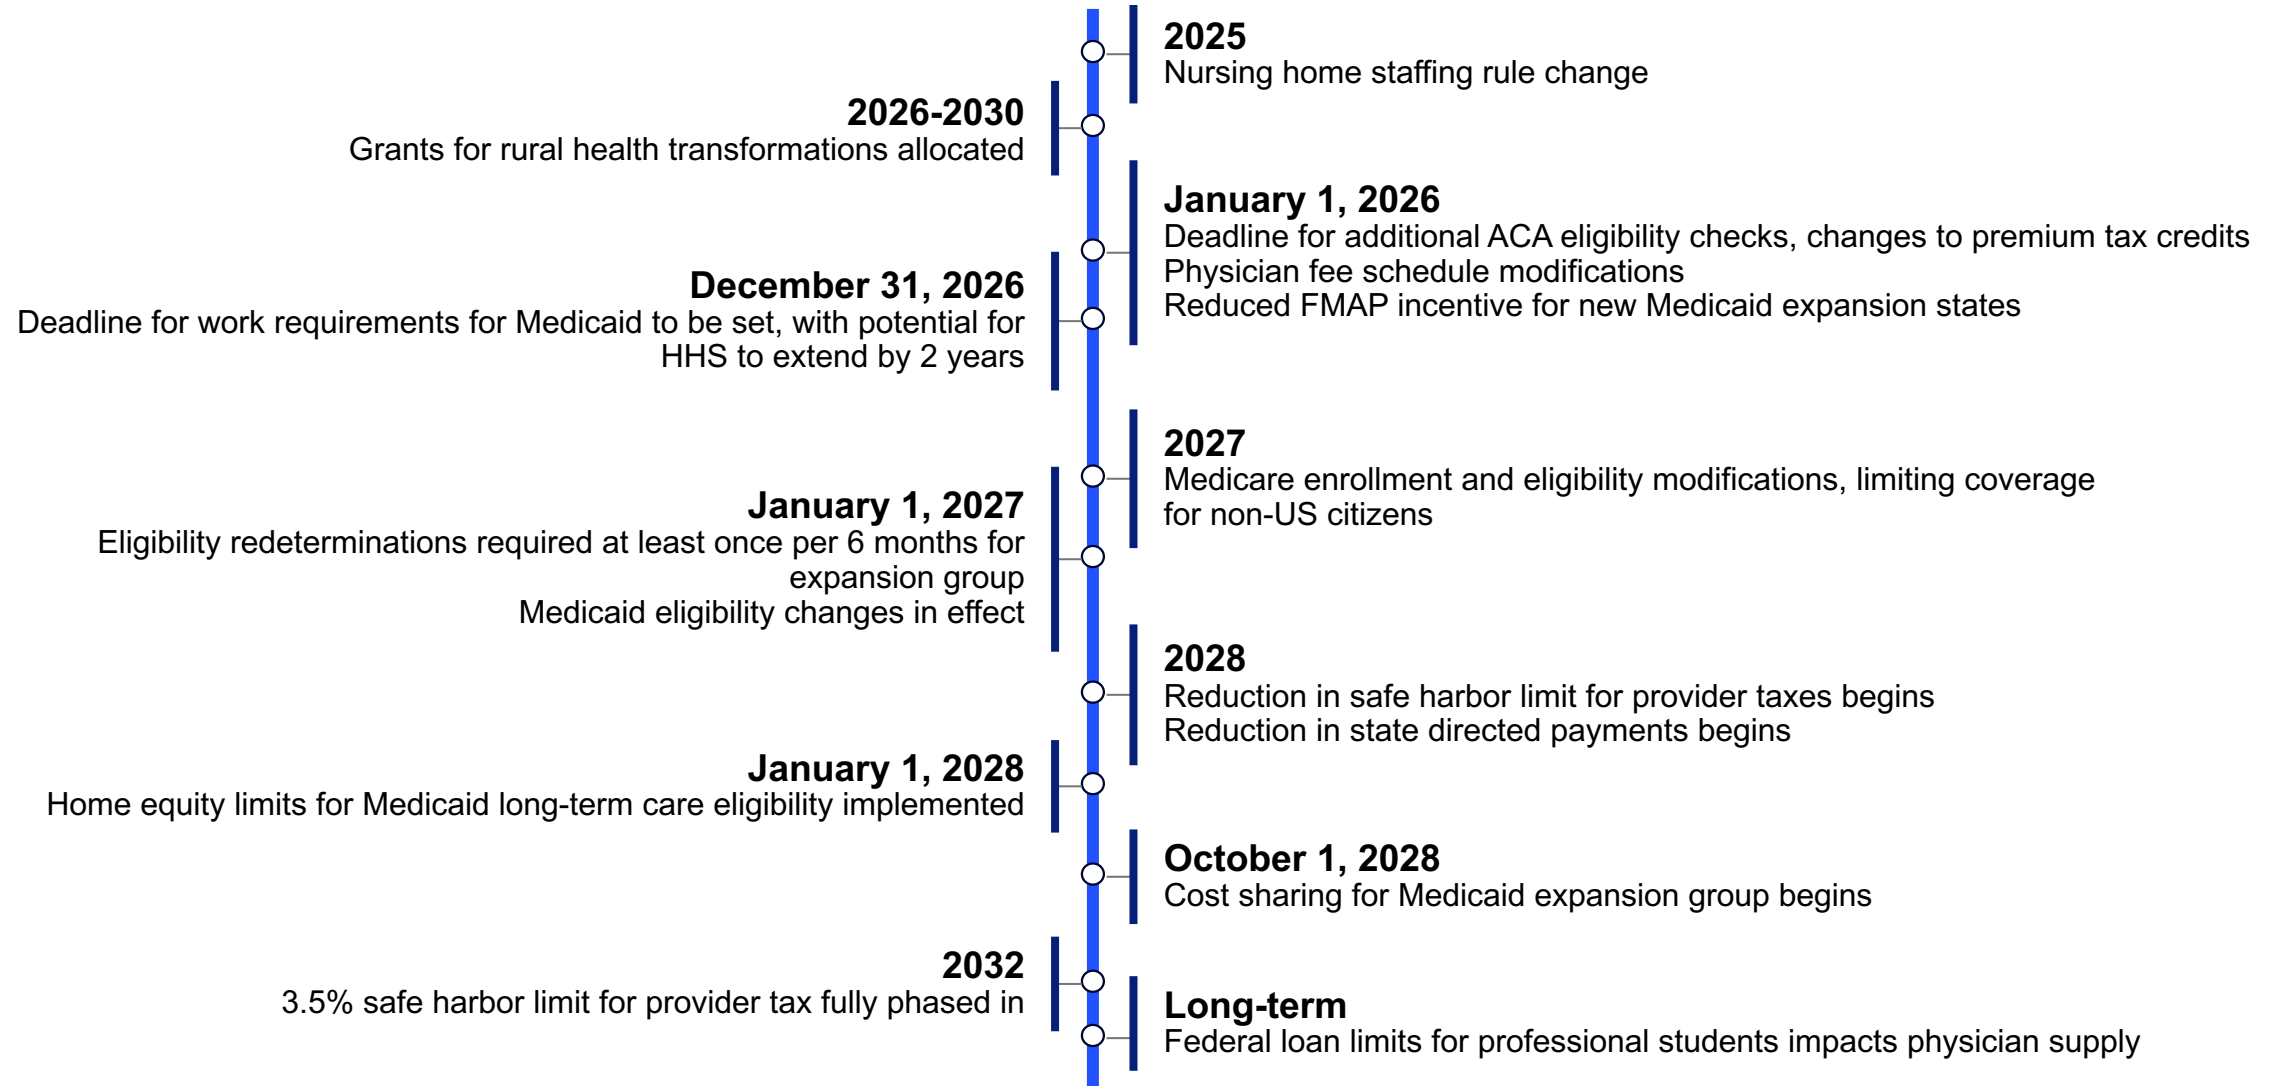 2025
Nursing home staffing rule change
2026-2030
Grants for rural health transformations allocated
January 1, 2026
Deadline for additional ACA eligibility checks, changes to premium tax credits
Physician fee schedule modifications
Reduced FMAP incentive for new Medicaid expansion states
December 31, 2026
Deadline for work requirements for Medicaid to be set, with potential for
HHS to extend by 2 years
2027
Medicare enrollment and eligibility modifications, limiting coverage
for non-US citizens
January 1, 2027
Eligibility redeterminations required at least once per 6 months for
expansion group
Medicaid eligibility changes in effect
2028
Reduction in safe harbor limit for provider taxes begins
Reduction in state directed payments begins
January 1, 2028
Home equity limits for Medicaid long-term care eligibility implemented
October 1, 2028
Cost sharing for Medicaid expansion group begins
2032
3.5% safe harbor limit for provider tax fully phased in
Long-term
Federal loan limits for professional students impacts physician supply